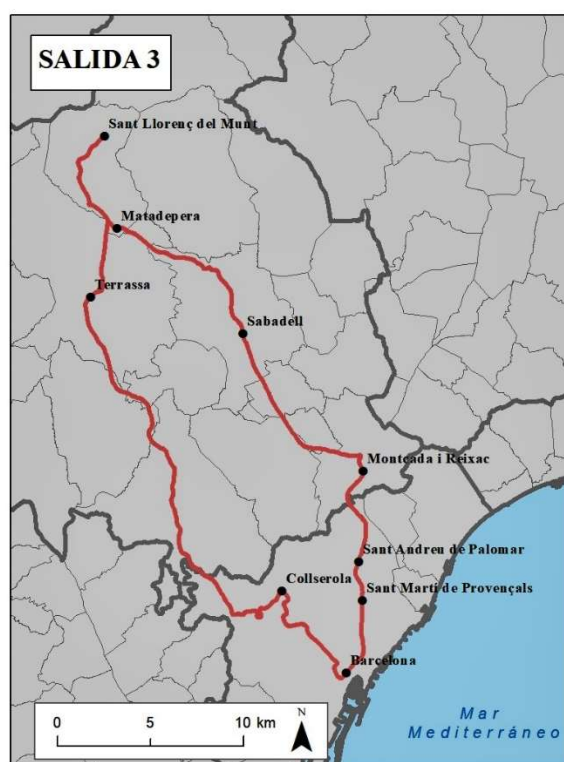 SALIDA 3
Sant Llorenç del Munt
Matadepera
Terrassa
Sabadell
Montcada i Reixac
Sant Andreu de Palomar
Collserola
Sant Martí de Provençals
Barcelona
0 5 10 km
N
Mar
Mediterráneo